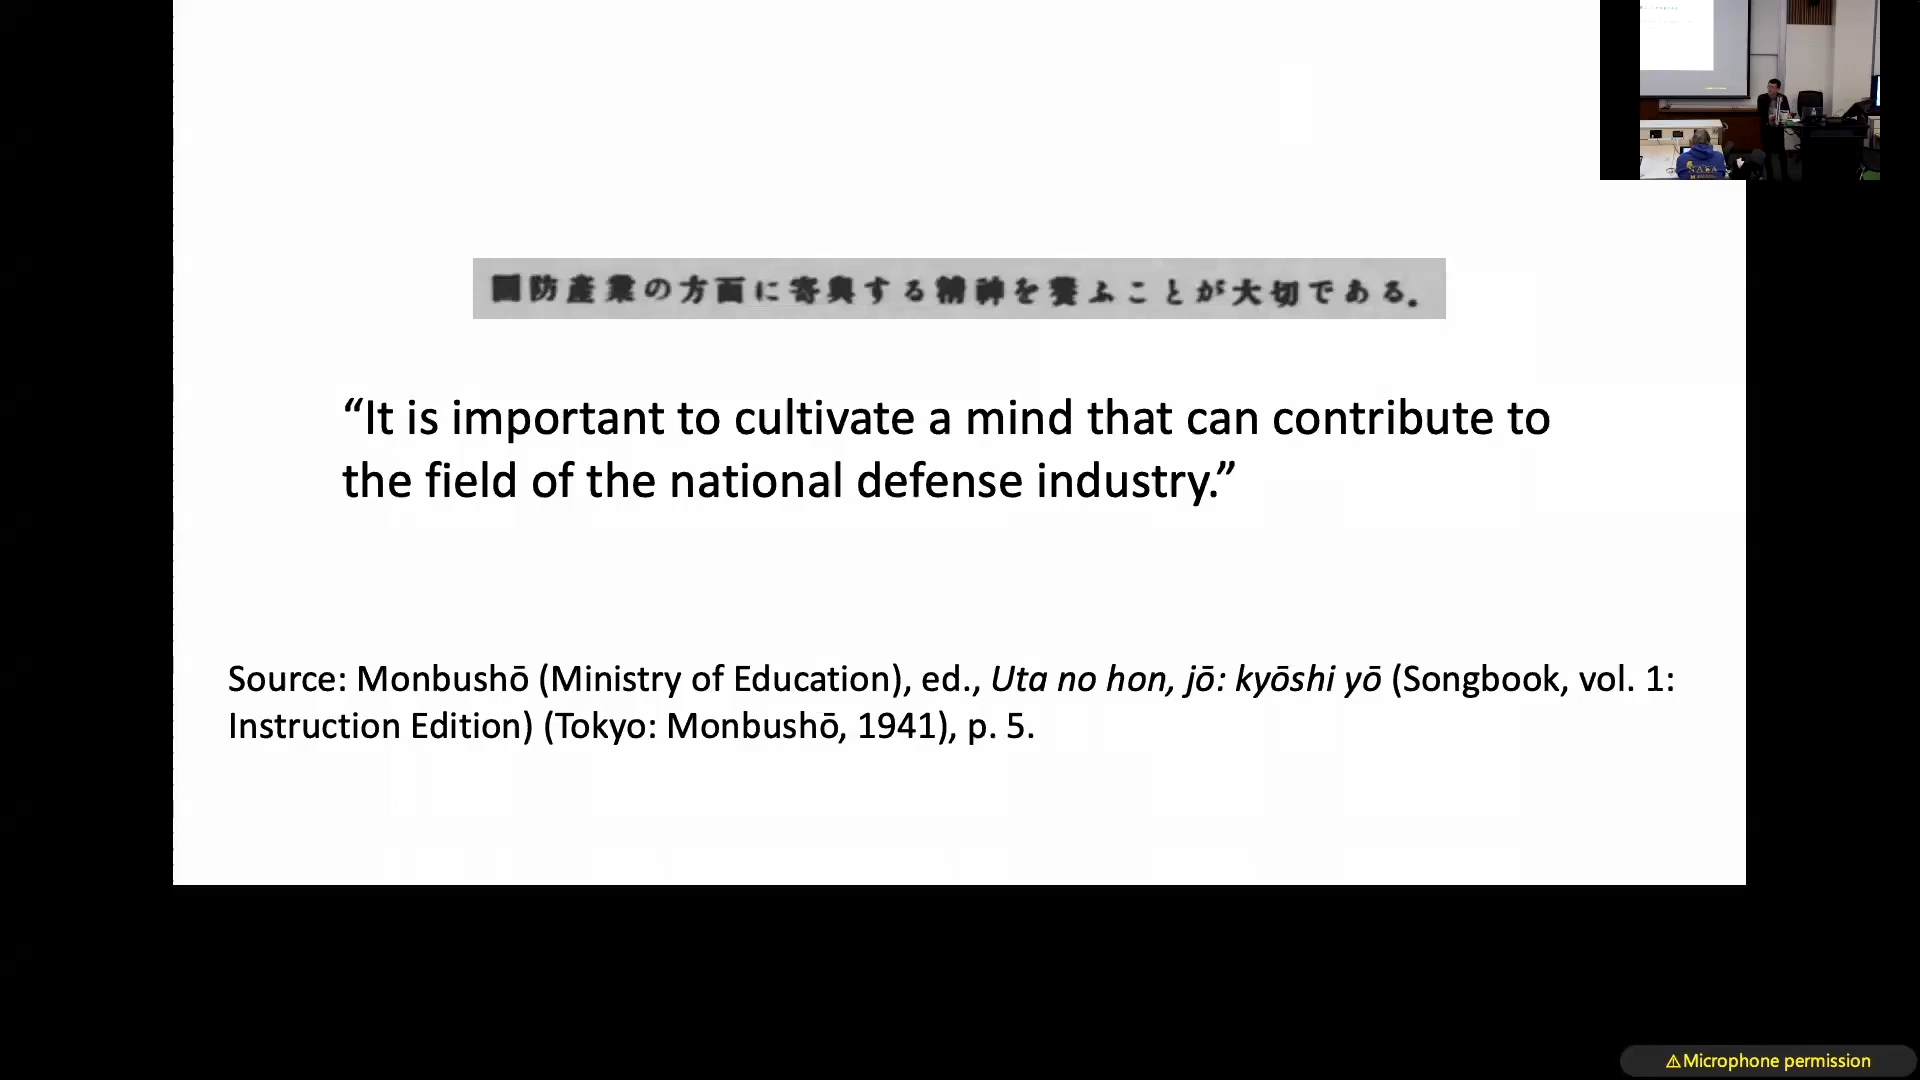 國防產業の方面に寄與する精神を養ふことが大切である。
“It is important to cultivate a mind that can contribute to
the field of the national defense industry.”
Source: Monbushō (Ministry of Education), ed., Uta no hon, jō: kyōshi yō (Songbook, vol. 1:
Instruction Edition) (Tokyo: Monbushō, 1941), p. 5.
⚠Microphone permission